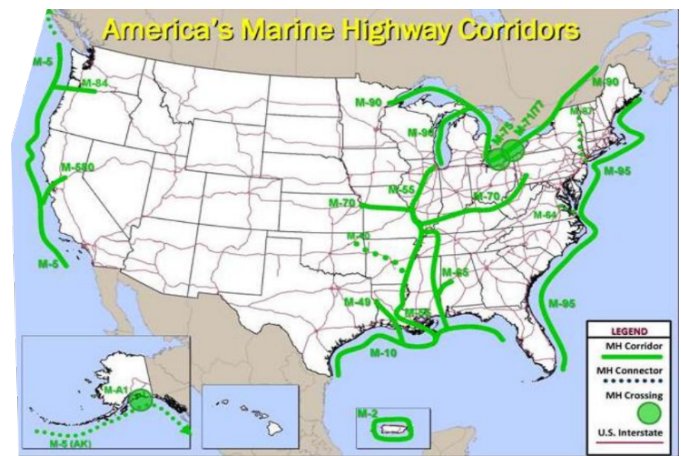 America's Marine Highway Corridors
M-5
M-84
M-90
M-90
M-75
M-71/77
M-87
M-95
M-580
M-55
M-70
M-70
M-64
M-40
M-65
M-5
M-49
M-95
M-10
LEGEND
MH Corridor
MH Connector
MH Crossing
U.S. Interstate
M-A1
M-5 (AK)
M-2